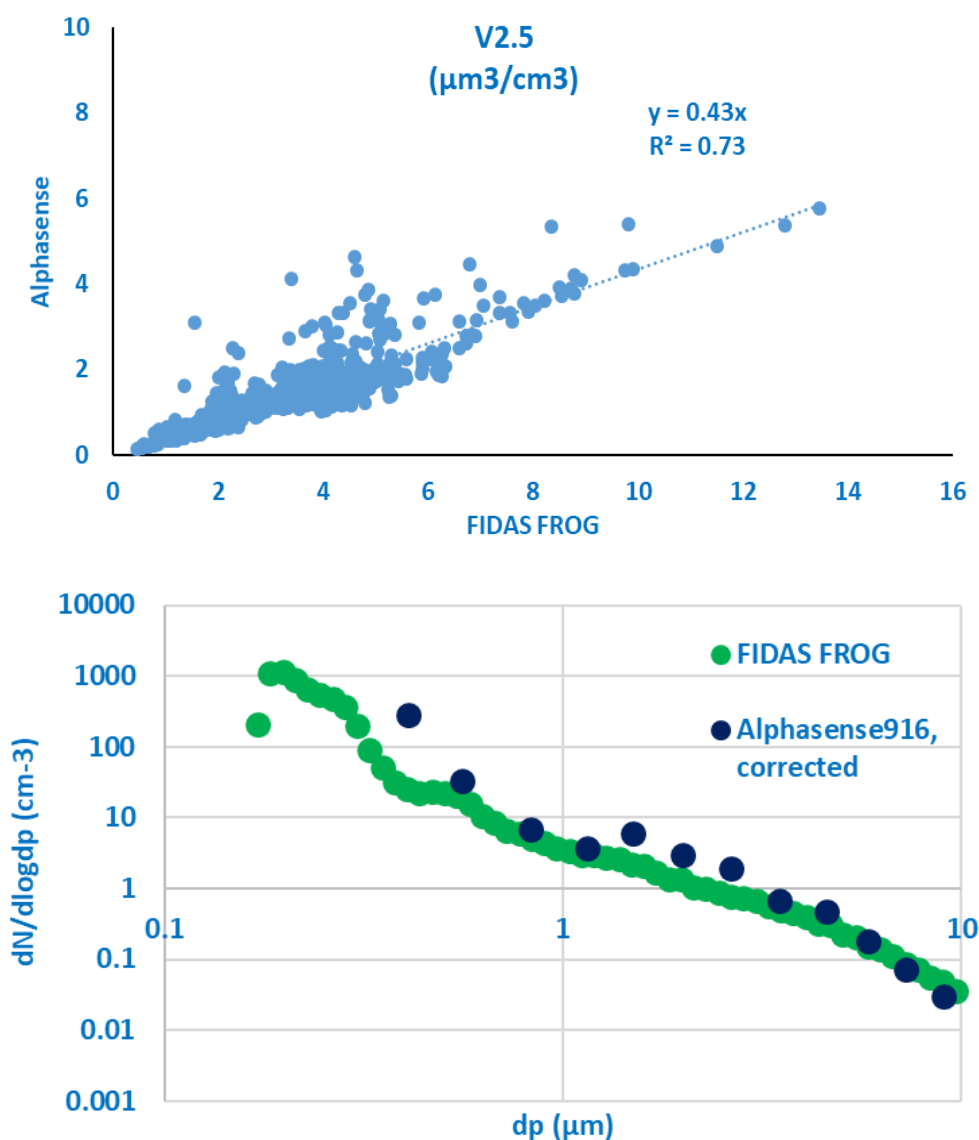 V2.5
(µm3/cm3)
y = 0.43x
R² = 0.73
10
8
6
4
2
0
Alphasense
0 2 4 6 8 10 12 14 16
FIDAS FROG
10000
1000
100
10
1
0.1
0.01
0.001
dN/dlogdp (cm-3)
FIDAS FROG
Alphasense916,
corrected
0.1 1 10
dp (µm)